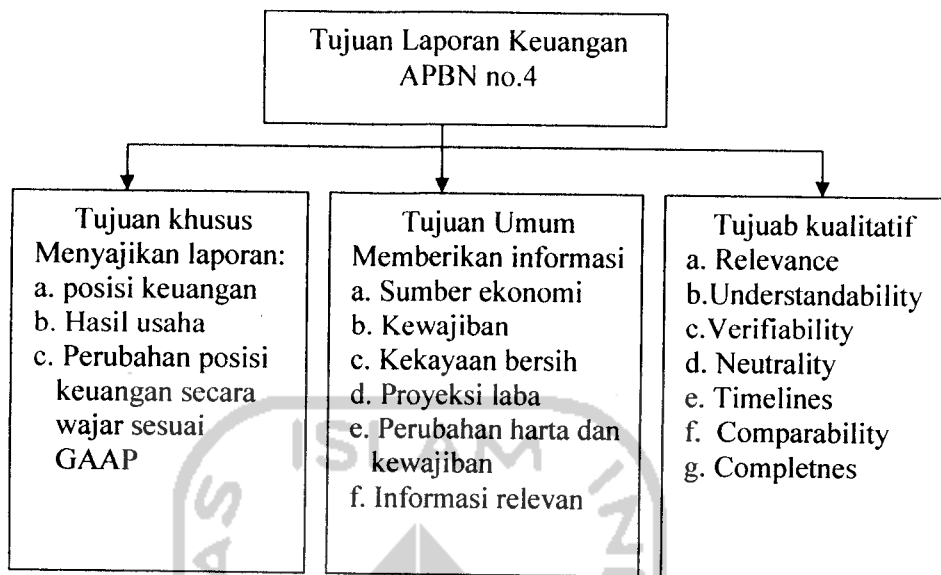 Tujuan Laporan Keuangan
APBN no.4
Tujuan khusus
Menyajikan laporan:
a. posisi keuangan
b. Hasil usaha
c. Perubahan posisi
keuangan secara
wajar sesuai
GAAP
Tujuan Umum
Memberikan informasi
a. Sumber ekonomi
b. Kewajiban
c. Kekayaan bersih
d. Proyeksi laba
e. Perubahan harta dan
kewajiban
f. Informasi relevan
Tujuab kualitatif
a. Relevance
b.Understandability
c.Verifiability
d. Neutrality
e. Timelines
f. Comparability
g. Completnes
ISLAM